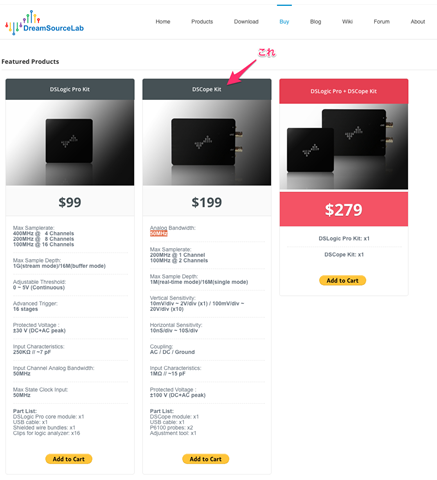 DreamSourceLab
Home
Products
Download
Buy
Blog
Wiki
Forum
About
これ
Featured Products
DSLogic Pro Kit
$99
Max Samplerate:
400MHz @ 4 Channels
200MHz @ 8 Channels
100MHz @ 16 Channels
Max Sample Depth:
1G(stream mode)/16M(buffer mode)
Adjustable Threshold:
0 ~ 5V (Continuous)
Advanced Trigger:
16 stages
Protected Voltage :
±30 V (DC+AC peak)
Input Characteristics:
250KΩ // ~7 pF
Input Channel Analog Bandwidth:
50MHz
Max State Clock Input:
50MHz
Part List:
DSLogic Pro core module: x1
USB cable: x1
Shielded wire bundles: x1
Clips for logic analyzer: x16
Add to Cart
DSCope Kit
$199
Analog Bandwidth:
50MHz
Max Samplerate:
200MHz @ 1 Channel
100MHz @ 2 Channels
Max Sample Depth:
1M(real-time mode)/16M(single mode)
Vertical Sensitivity:
10mV/div ~ 2V/div (x1) / 100mV/div ~
20V/div (x10)
Horizontal Sensitivity:
10nS/div ~ 10S/div
Coupling:
AC / DC / Ground
Input Characteristics:
1MΩ // ~15 pF
Protected Voltage :
±100 V (DC+AC peak)
Part List:
DSCope module: x1
USB cable: x1
P6100 probes: x2
Adjustment tool: x1
Add to Cart
DSLogic Pro + DSCope Kit
$279
DSLogic Pro Kit: x1
DSCope Kit: x1
Add to Cart